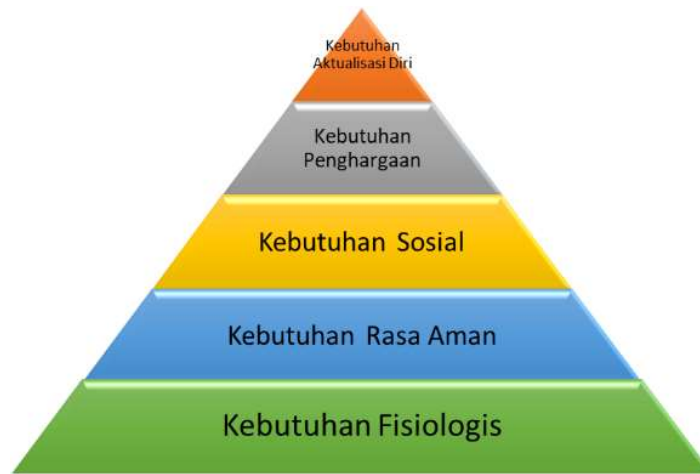 Kebutuhan
Aktualisasi Diri
Kebutuhan
Penghargaan
Kebutuhan Sosial
Kebutuhan Rasa Aman
Kebutuhan Fisiologis